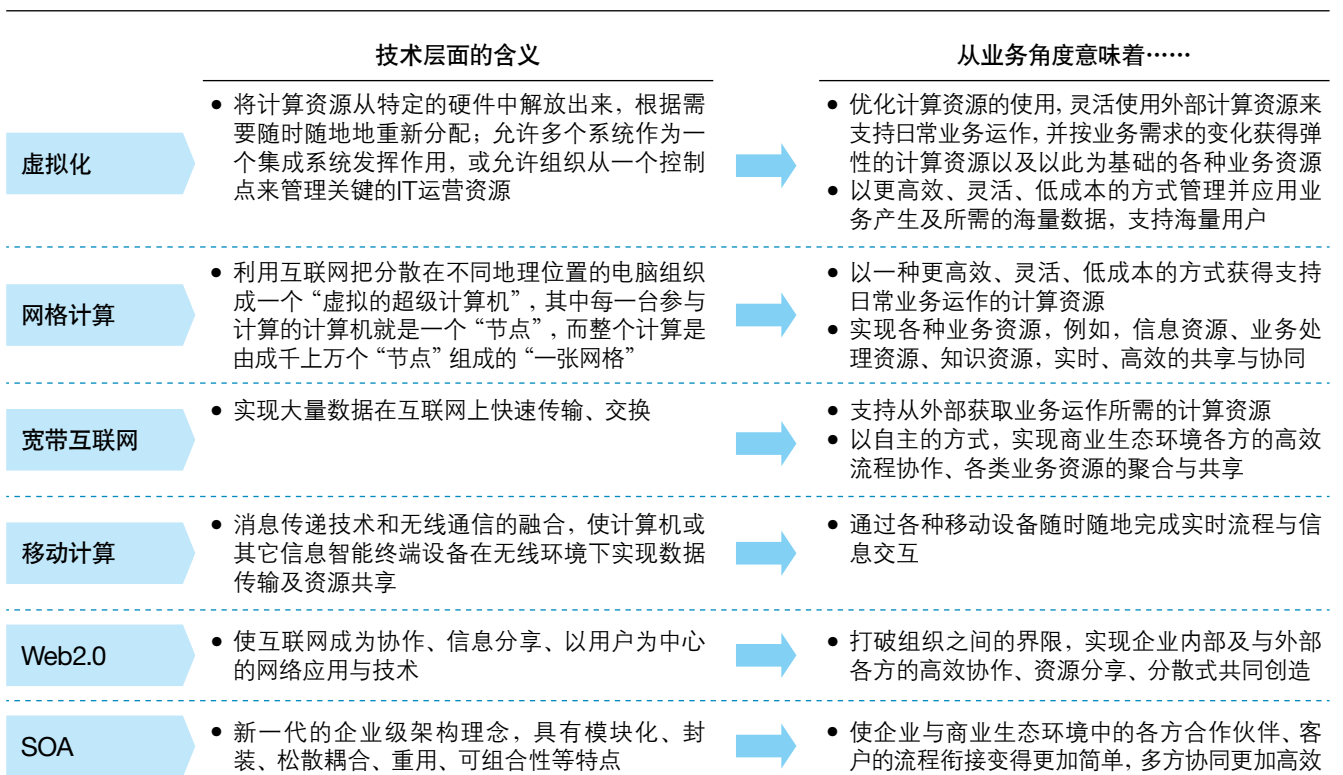 技术层面的含义
从业务角度意味着……
虚拟化
● 将计算资源从特定的硬件中解放出来，根据需
要随时随地地重新分配；允许多个系统作为一
个集成系统发挥作用，或允许组织从一个控制
点来管理关键的IT运营资源
● 优化计算资源的使用，灵活使用外部计算资源来
支持日常业务运作，并按业务需求的变化获得弹
性的计算资源以及以此为基础的各种业务资源
● 以更高效、灵活、低成本的方式管理并应用业
务产生及所需的海量数据，支持海量用户
网格计算
● 利用互联网把分散在不同地理位置的电脑组织
成一个“虚拟的超级计算机”，其中每一台参与
计算的计算机就是一个“节点”，而整个计算是
由成千上万个“节点”组成的“一张网格”
● 以一种更高效、灵活、低成本的方式获得支持
日常业务运作的计算资源
● 实现各种业务资源，例如，信息资源、业务处
理资源、知识资源，实时、高效的共享与协同
宽带互联网
● 实现大量数据在互联网上快速传输、交换
● 支持从外部获取业务运作所需的计算资源
● 以自主的方式，实现商业生态环境各方的高效
流程协作、各类业务资源的聚合与共享
移动计算
● 消息传递技术和无线通信的融合，使计算机或
其它信息智能终端设备在无线环境下实现数据
传输及资源共享
● 通过各种移动设备随时随地完成实时流程与信
息交互
Web2.0
● 使互联网成为协作、信息分享、以用户为中心
的网络应用与技术
● 打破组织之间的界限，实现企业内部及与外部
各方的高效协作、资源分享、分散式共同创造
SOA
● 新一代的企业级架构理念，具有模块化、封
装、松散耦合、重用、可组合性等特点
● 使企业与商业生态环境中的各方合作伙伴、客
户的流程衔接变得更加简单，多方协同更加高效